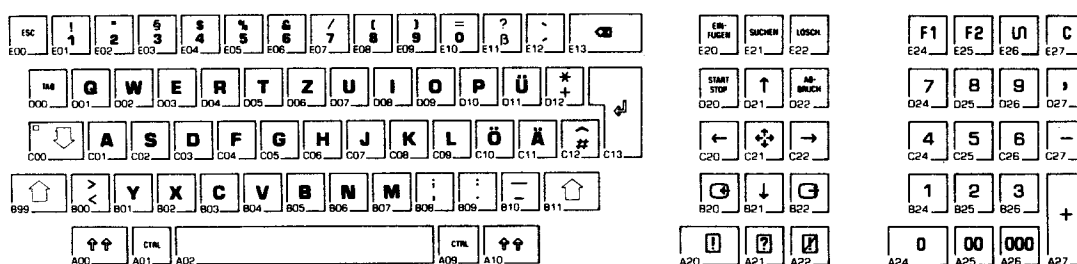 ESC ! 1 " 2 § 3 $ 4 % 5 & 6 / 7 ( 8 ) 9 = 0 ? ß ` ´ EIN- FÜGEN SUCHEN LÖSCH. F1 F2 C
E00 E01 E02 E03 E04 E05 E06 E07 E08 E09 E10 E11 E12 E13 E20 E21 E22 E24 E25 E26 E27
TAB Q W E R T Z U I O P Ü * + START STOP ↑ AB- BRUCH 7 8 9 ,
D00 D01 D02 D03 D04 D05 D06 D07 D08 D09 D10 D11 D12 D20 D21 D22 D24 D25 D26 D27
A S D F G H J K L Ö Ä ^ # ← → 4 5 6 –
C00 C01 C02 C03 C04 C05 C06 C07 C08 C09 C10 C11 C12 C13 C20 C21 C22 C24 C25 C26 C27
> < Y X C V B N M ; , : . _ – ↓ 1 2 3 +
B99 B00 B01 B02 B03 B04 B05 B06 B07 B08 B09 B10 B11 B20 B21 B22 B24 B25 B26
CTRL CTRL ! ? 0 00 000
A00 A01 A02 A09 A10 A20 A21 A22 A24 A25 A26 A27